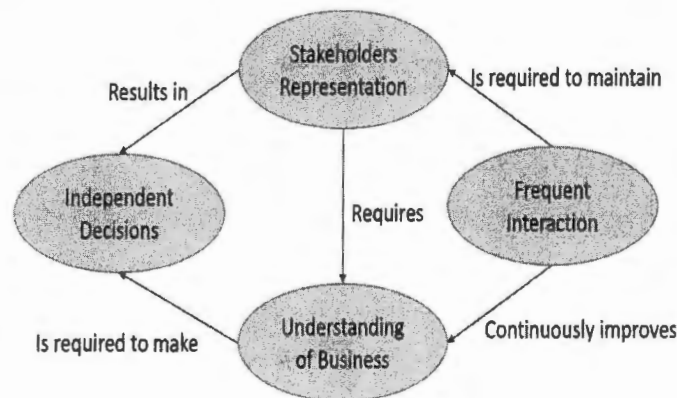 Stakeholders
Representation
Results in
Is required to maintain
Independent
Decisions
Frequent
Interaction
Requires
Is required to make
Understanding
of Business
Continuously improves